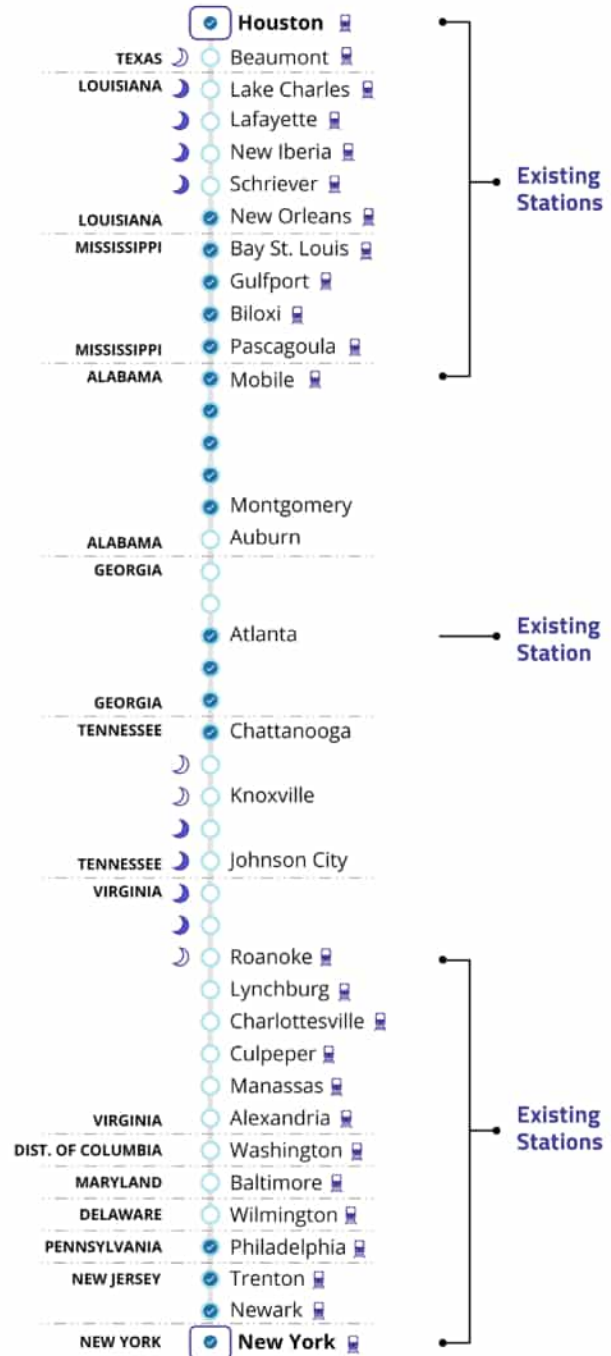 Houston
TEXAS Beaumont
LOUISIANA Lake Charles
Lafayette
New Iberia
Schriever
Existing
Stations
LOUISIANA New Orleans
MISSISSIPPI Bay St. Louis
Gulfport
Biloxi
MISSISSIPPI Pascagoula
ALABAMA Mobile
Montgomery
ALABAMA Auburn
GEORGIA
Atlanta
Existing
Station
GEORGIA
TENNESSEE Chattanooga
Knoxville
TENNESSEE Johnson City
VIRGINIA
Roanoke
Lynchburg
Charlottesville
Culpeper
Manassas
VIRGINIA Alexandria
Existing
Stations
DIST. OF COLUMBIA Washington
MARYLAND Baltimore
DELAWARE Wilmington
PENNSYLVANIA Philadelphia
NEW JERSEY Trenton
Newark
NEW YORK New York